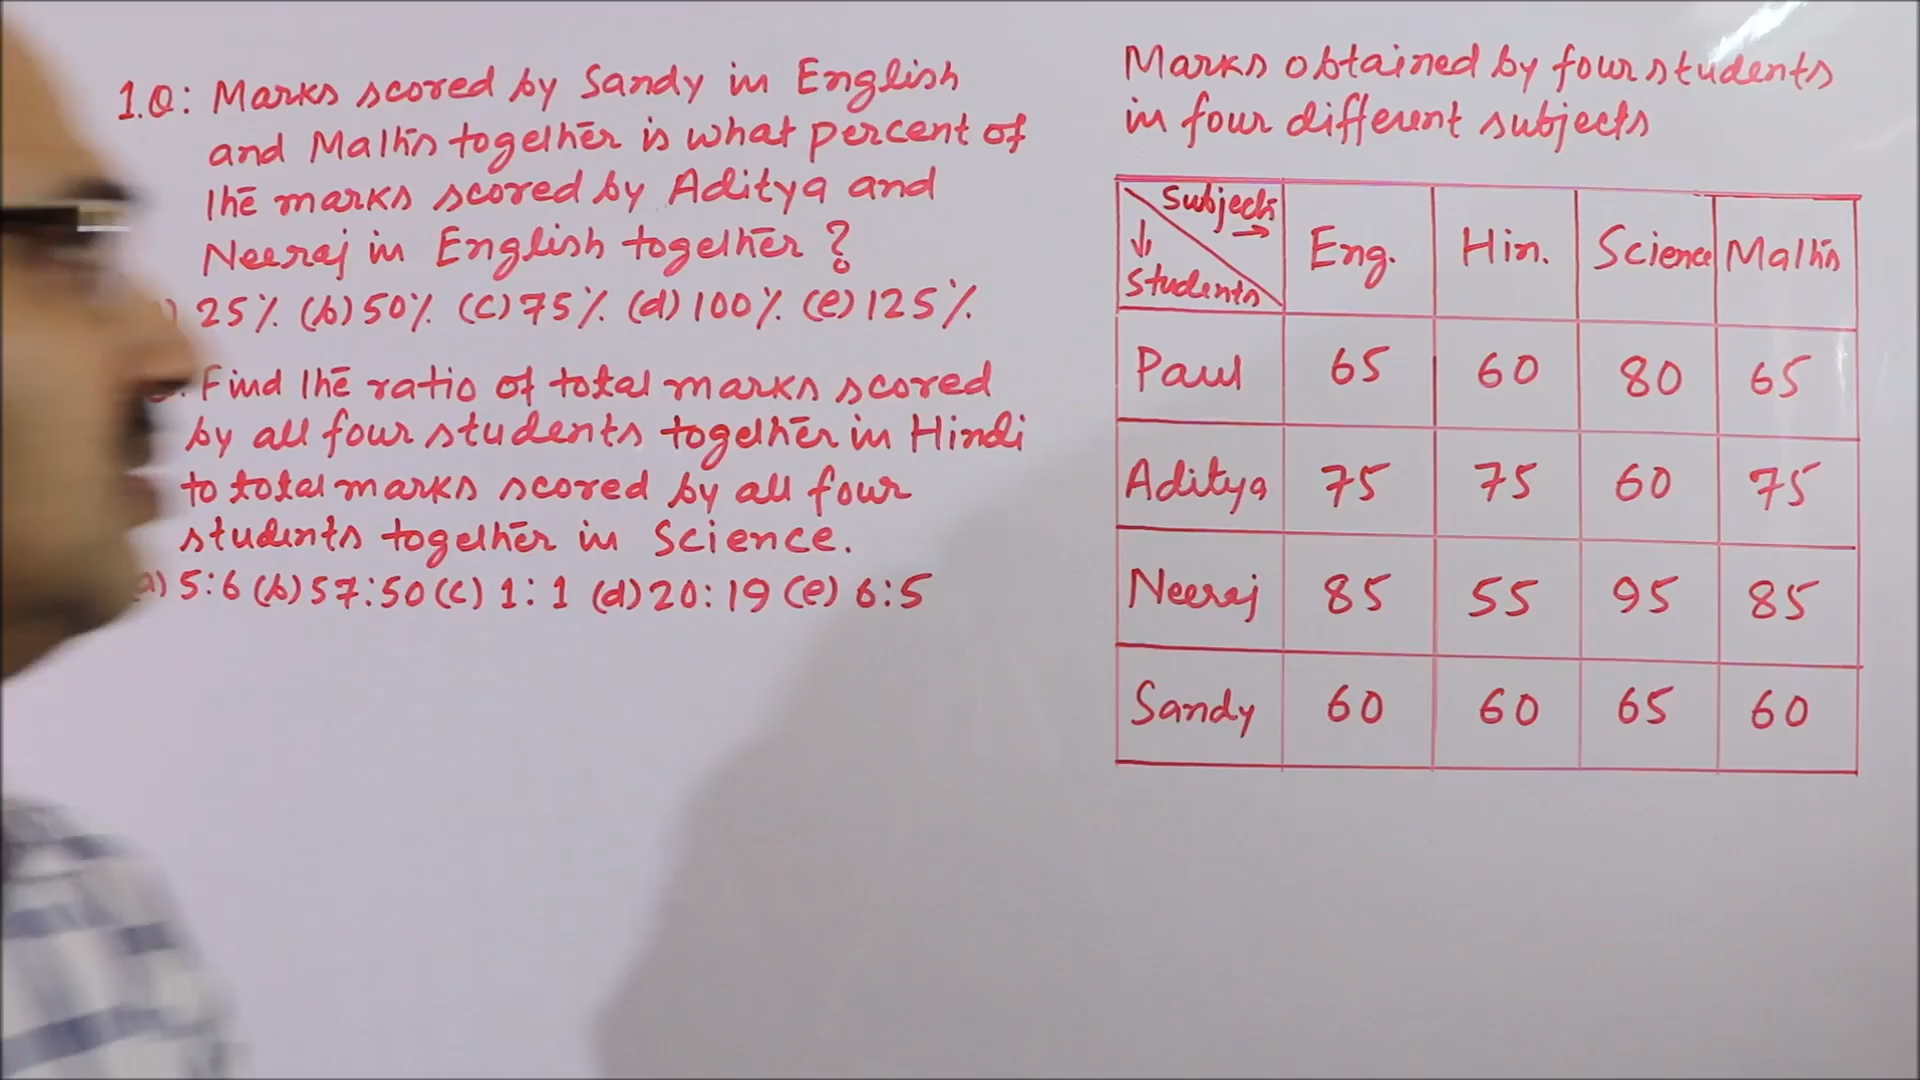 1.Q: Marks scored by Sandy in English
and Maths together is what percent of
the marks scored by Aditya and
Neeraj in English together ?
) 25% (b) 50% (c) 75% (d) 100% (e) 125%
. Find the ratio of total marks scored
by all four students together in Hindi
to total marks scored by all four
students together in Science.
a) 5:6 (b) 57:50 (c) 1:1 (d) 20:19 (e) 6:5
Marks obtained by four students
in four different subjects
Subjects →
↓ Students
Eng. Hin. Science Maths
Paul 65 60 80 65
Aditya 75 75 60 75
Neeraj 85 55 95 85
Sandy 60 60 65 60